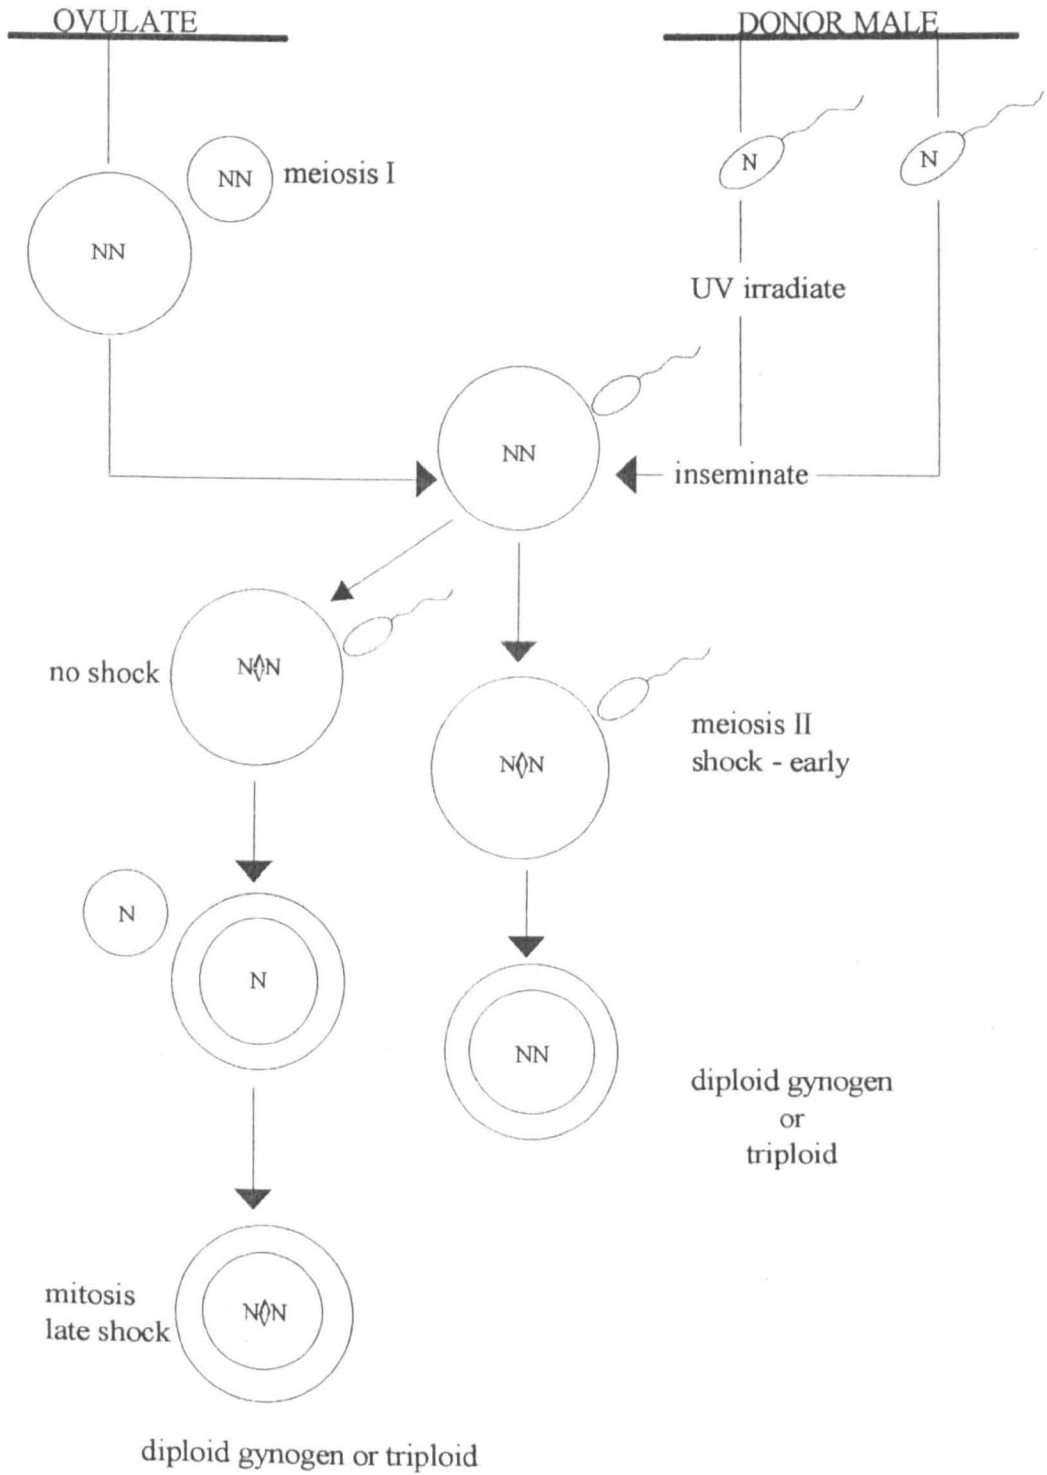 OVULATE
DONOR MALE
NN
meiosis I
NN
N
N
UV irradiate
NN
inseminate
no shock
N◊N
N◊N
meiosis II
shock - early
N
N
NN
diploid gynogen
or
triploid
mitosis
late shock
N◊N
diploid gynogen or triploid